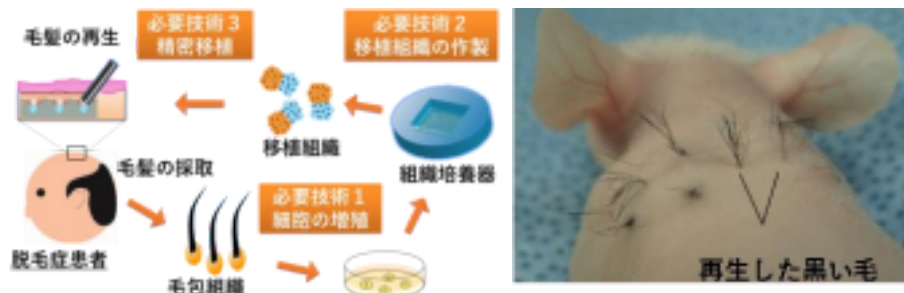 毛髪の再生
必要技術3
精密移植
必要技術2
移植組織の作製
移植組織
組織培養器
毛髪の採取
必要技術1
細胞の増殖
脱毛症患者
毛包組織
再生した黒い毛